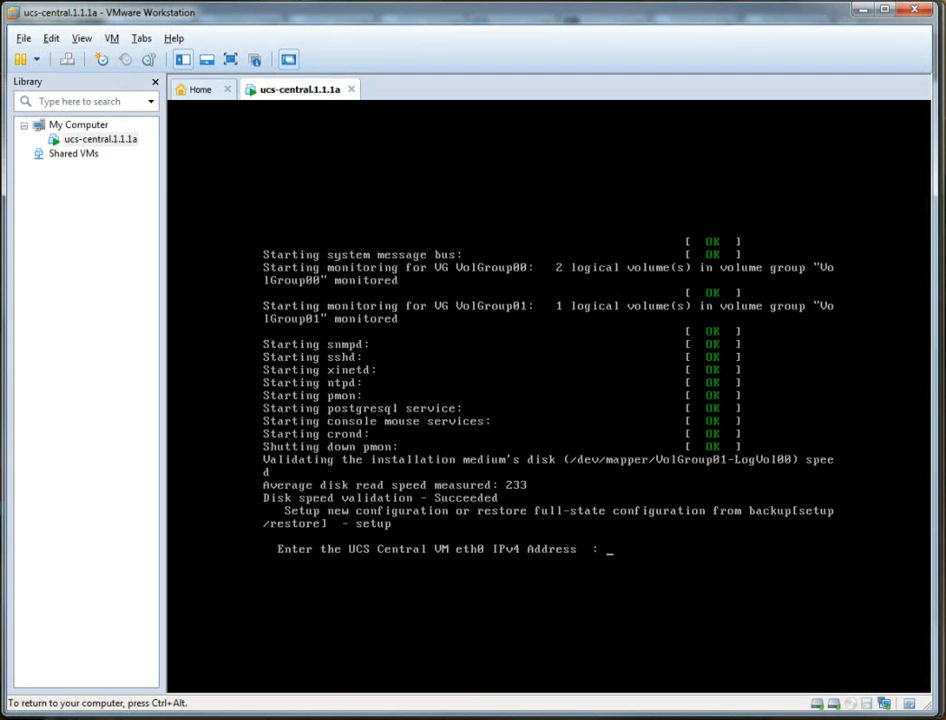 ucs-central.1.1.1a - VMware Workstation
File Edit View VM Tabs Help
Library
Home
ucs-central.1.1.1a
Type here to search
My Computer
ucs-central.1.1.1a
Shared VMs
[ OK ]
Starting system message bus: [ OK ]
Starting monitoring for VG VolGroup00: 2 logical volume(s) in volume group "Vo
lGroup00" monitored
[ OK ]
Starting monitoring for VG VolGroup01: 1 logical volume(s) in volume group "Vo
lGroup01" monitored
[ OK ]
Starting snmpd: [ OK ]
Starting sshd: [ OK ]
Starting xinetd: [ OK ]
Starting ntpd: [ OK ]
Starting pmon: [ OK ]
Starting postgresql service: [ OK ]
Starting console mouse services: [ OK ]
Starting crond: [ OK ]
Shutting down pmon: [ OK ]
Validating the installation medium's disk (/dev/mapper/VolGroup01-LogVol00) spee
d
Average disk read speed measured: 233
Disk speed validation - Succeeded
Setup new configuration or restore full-state configuration from backup[setup
/restore] - setup
Enter the UCS Central VM eth0 IPv4 Address : _
To return to your computer, press Ctrl+Alt.